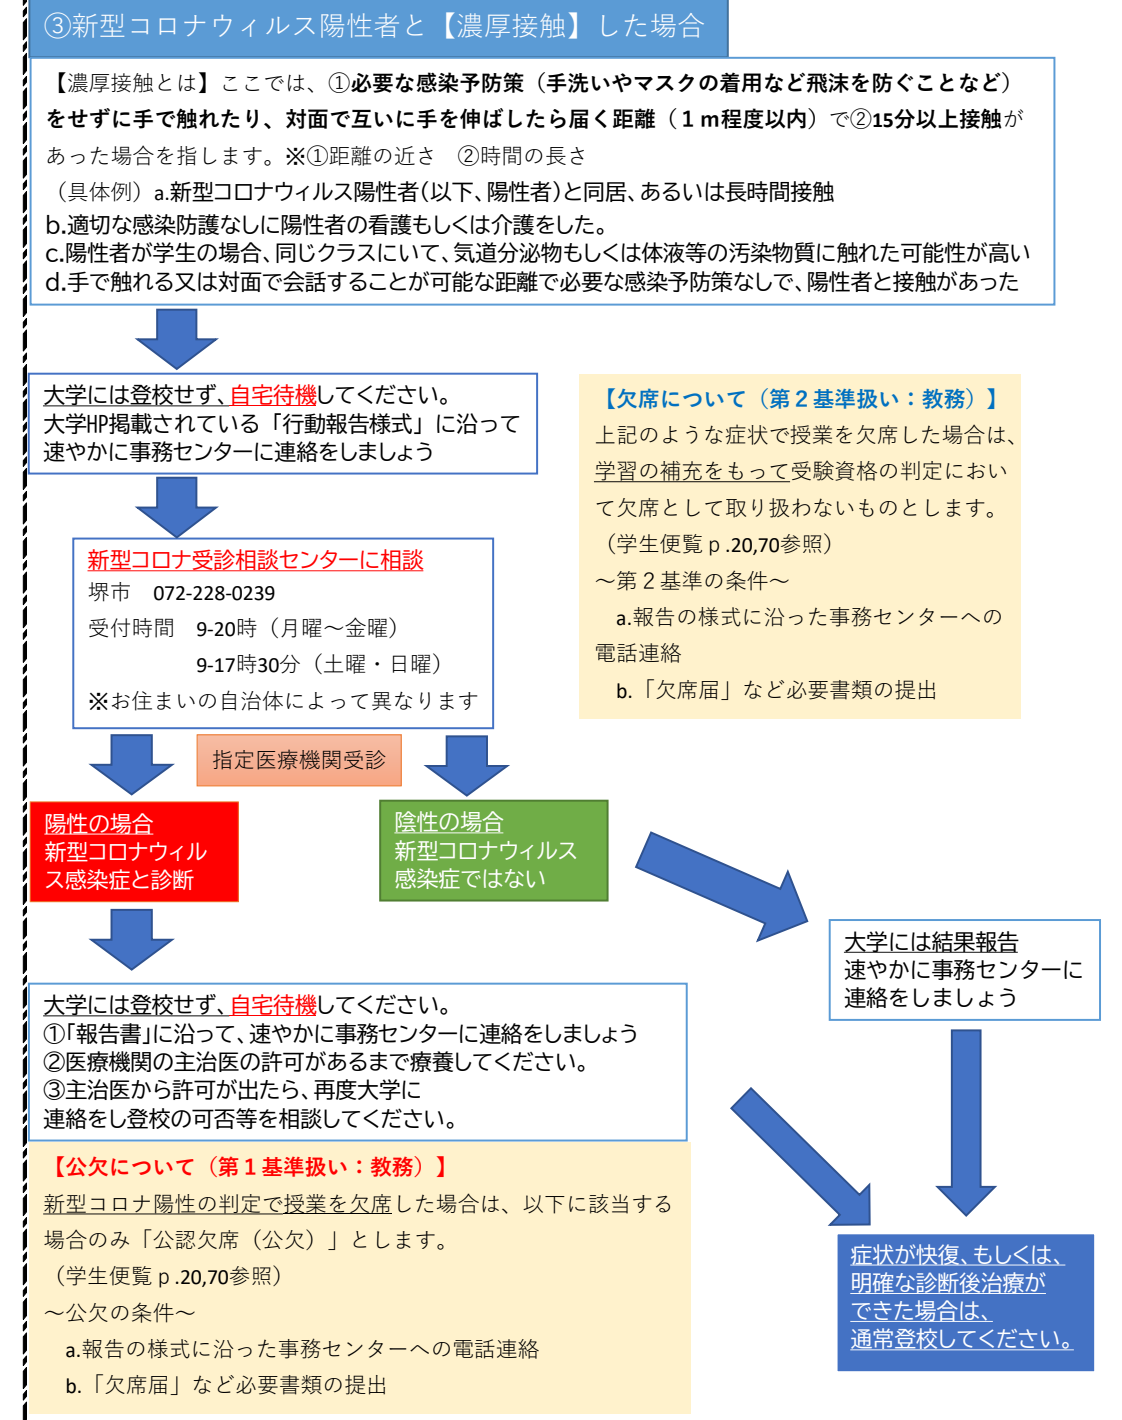 ③新型コロナウィルス陽性者と【濃厚接触】した場合
【濃厚接触とは】ここでは、①必要な感染予防策（手洗いやマスクの着用など飛沫を防ぐことなど）
をせずに手で触れたり、対面で互いに手を伸ばしたら届く距離（１ｍ程度以内）で②15分以上接触が
あった場合を指します。※①距離の近さ　②時間の長さ
（具体例）a.新型コロナウィルス陽性者(以下、陽性者)と同居、あるいは長時間接触
b.適切な感染防護なしに陽性者の看護もしくは介護をした。
c.陽性者が学生の場合、同じクラスにいて、気道分泌物もしくは体液等の汚染物質に触れた可能性が高い
d.手で触れる又は対面で会話することが可能な距離で必要な感染予防策なしで、陽性者と接触があった
大学には登校せず、自宅待機してください。
大学HP掲載されている「行動報告様式」に沿って
速やかに事務センターに連絡をしましょう
【欠席について（第２基準扱い：教務）】
上記のような症状で授業を欠席した場合は、
学習の補充をもって受験資格の判定におい
て欠席として取り扱わないものとします。
（学生便覧ｐ.20,70参照）
～第２基準の条件～
a.報告の様式に沿った事務センターへの
電話連絡
b.「欠席届」など必要書類の提出
新型コロナ受診相談センターに相談
堺市　072-228-0239
受付時間　9-20時（月曜～金曜）
9-17時30分（土曜・日曜）
※お住まいの自治体によって異なります
指定医療機関受診
陽性の場合
新型コロナウィル
ス感染症と診断
陰性の場合
新型コロナウィルス
感染症ではない
大学には結果報告
速やかに事務センターに
連絡をしましょう
大学には登校せず、自宅待機してください。
①「報告書」に沿って、速やかに事務センターに連絡をしましょう
②医療機関の主治医の許可があるまで療養してください。
③主治医から許可が出たら、再度大学に
連絡をし登校の可否等を相談してください。
【公欠について（第１基準扱い：教務）】
新型コロナ陽性の判定で授業を欠席した場合は、以下に該当する
場合のみ「公認欠席（公欠）」とします。
（学生便覧ｐ.20,70参照）
～公欠の条件～
a.報告の様式に沿った事務センターへの電話連絡
b.「欠席届」など必要書類の提出
症状が快復、もしくは、
明確な診断後治療が
できた場合は、
通常登校してください。